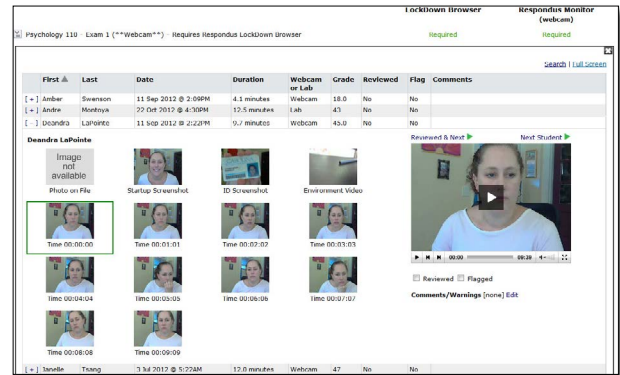 LockDown Browser
Respondus Monitor
(webcam)
Psychology 110 - Exam 1 (**Webcam**) - Requires Respondus LockDown Browser
Required
Required
Search | Full Screen
First Last Date Duration Webcam or Lab Grade Reviewed Flag Comments
[+] Amber Swenson 11 Sep 2012 @ 2:09PM 4.1 minutes Webcam 18.0 No No
[+] Andre Montoya 22 Oct 2012 @ 4:30PM 12.5 minutes Lab 43 No No
[-] Deandra LaPointe 11 Sep 2012 @ 2:22PM 9.7 minutes Webcam 45.0 No No
Deandra LaPointe
Reviewed & Next
Next Student
Image
not
available
Photo on File
Startup Screenshot
ID Screenshot
Environment Video
Time 00:00:00
Time 00:01:01
Time 00:02:02
Time 00:03:03
00:00
09:39
Reviewed Flagged
Time 00:04:04
Time 00:05:05
Time 00:06:06
Time 00:07:07
Comments/Warnings [none] Edit
Time 00:08:08
Time 00:09:09
[+] Janelle Tsang 3 Jul 2012 @ 5:22AM 12.0 minutes Webcam 47 No No